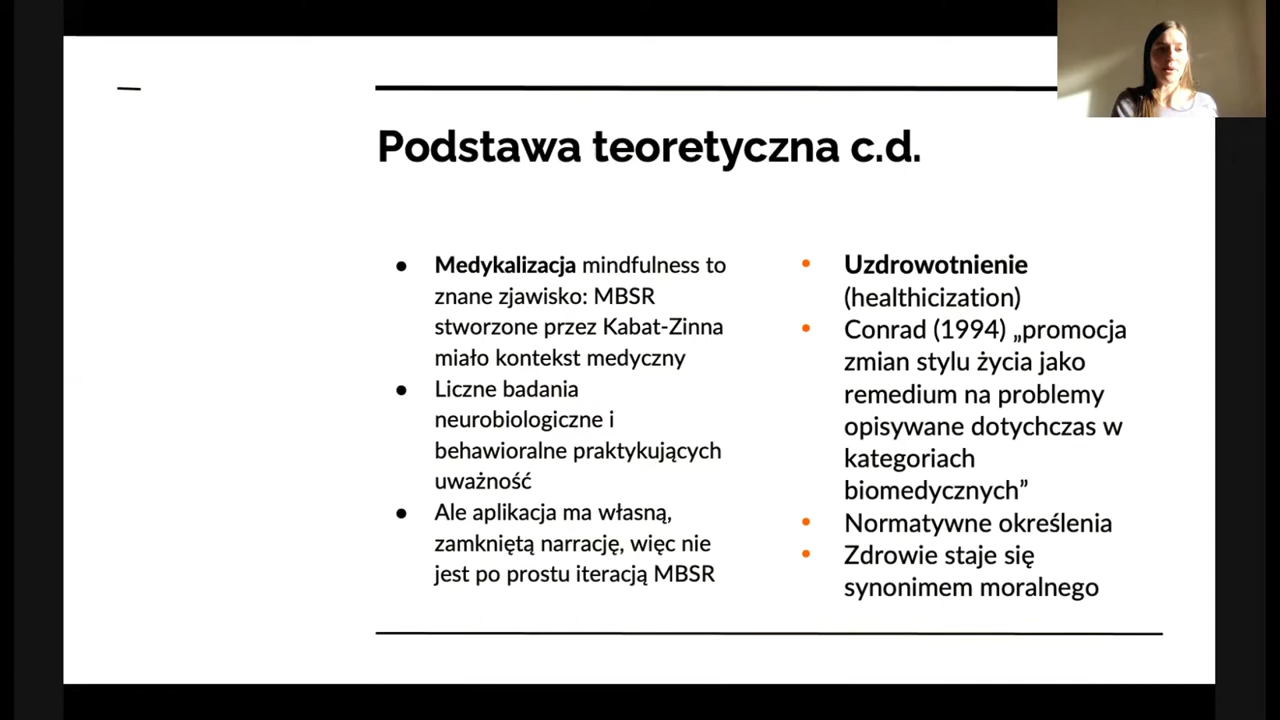 Podstawa teoretyczna c.d.
● Medykalizacja mindfulness to
znane zjawisko: MBSR
stworzone przez Kabat-Zinna
miało kontekst medyczny
● Liczne badania
neurobiologiczne i
behawioralne praktykujących
uważność
● Ale aplikacja ma własną,
zamkniętą narrację, więc nie
jest po prostu iteracją MBSR
• Uzdrowotnienie
(healthicization)
• Conrad (1994) „promocja
zmian stylu życia jako
remedium na problemy
opisywane dotychczas w
kategoriach
biomedycznych”
• Normatywne określenia
• Zdrowie staje się
synonimem moralnego